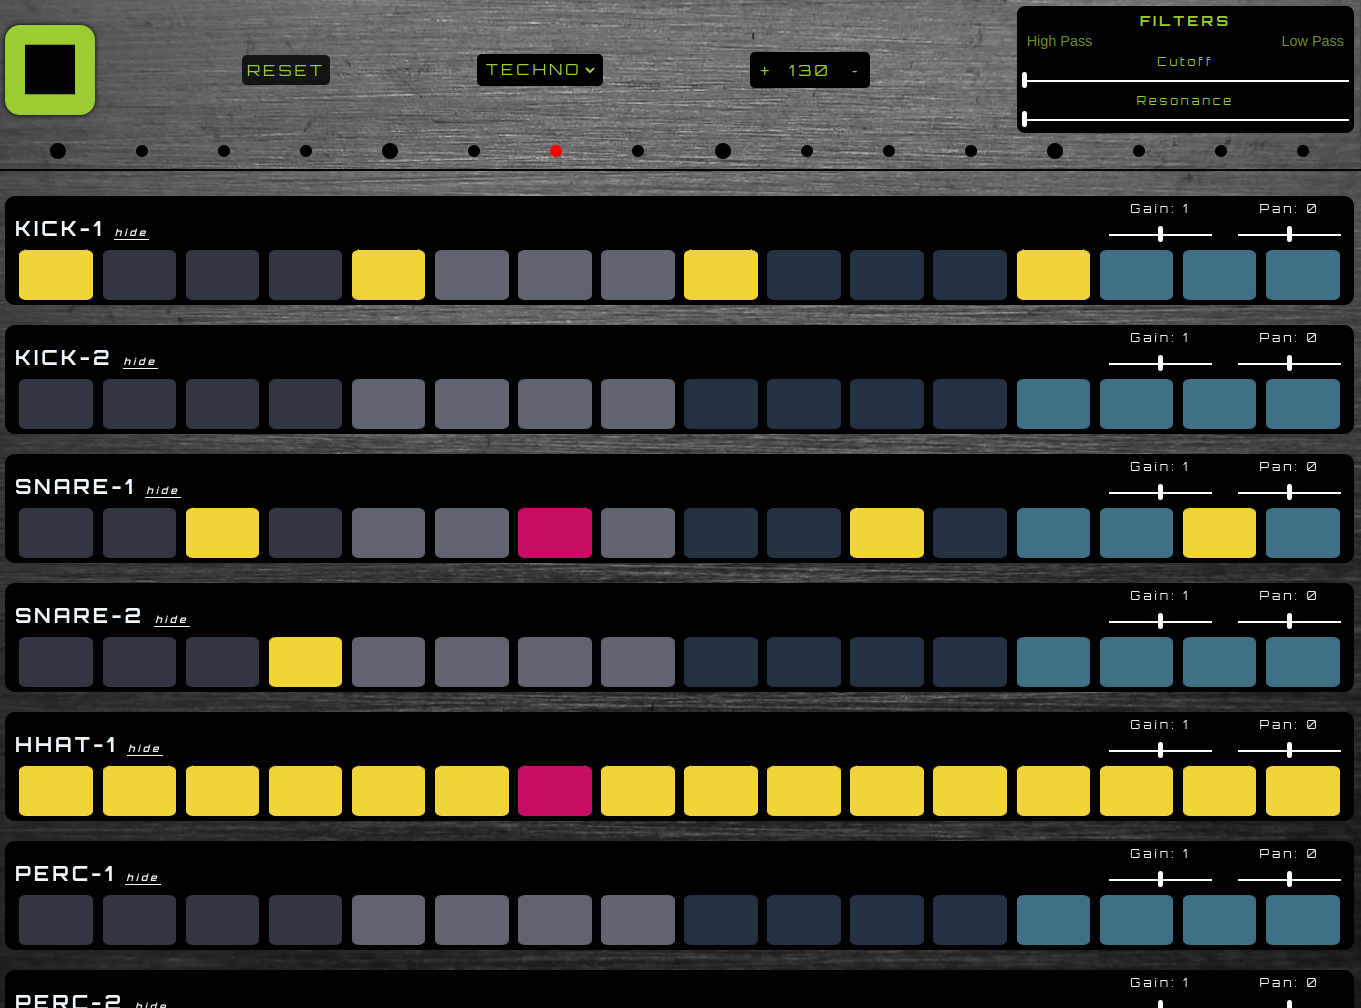 FILTERS
High Pass Low Pass
RESET TECHNO + 130 -
Cutoff
Resonance
Gain: 1 Pan: 0
KICK-1 hide
Gain: 1 Pan: 0
KICK-2 hide
Gain: 1 Pan: 0
SNARE-1 hide
Gain: 1 Pan: 0
SNARE-2 hide
Gain: 1 Pan: 0
HHAT-1 hide
Gain: 1 Pan: 0
PERC-1 hide
Gain: 1 Pan: 0
PERC-2 hide